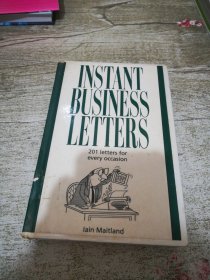 INSTANT
BUSINESS
LETTERS
201 letters for
every occasion
Iain Maitland